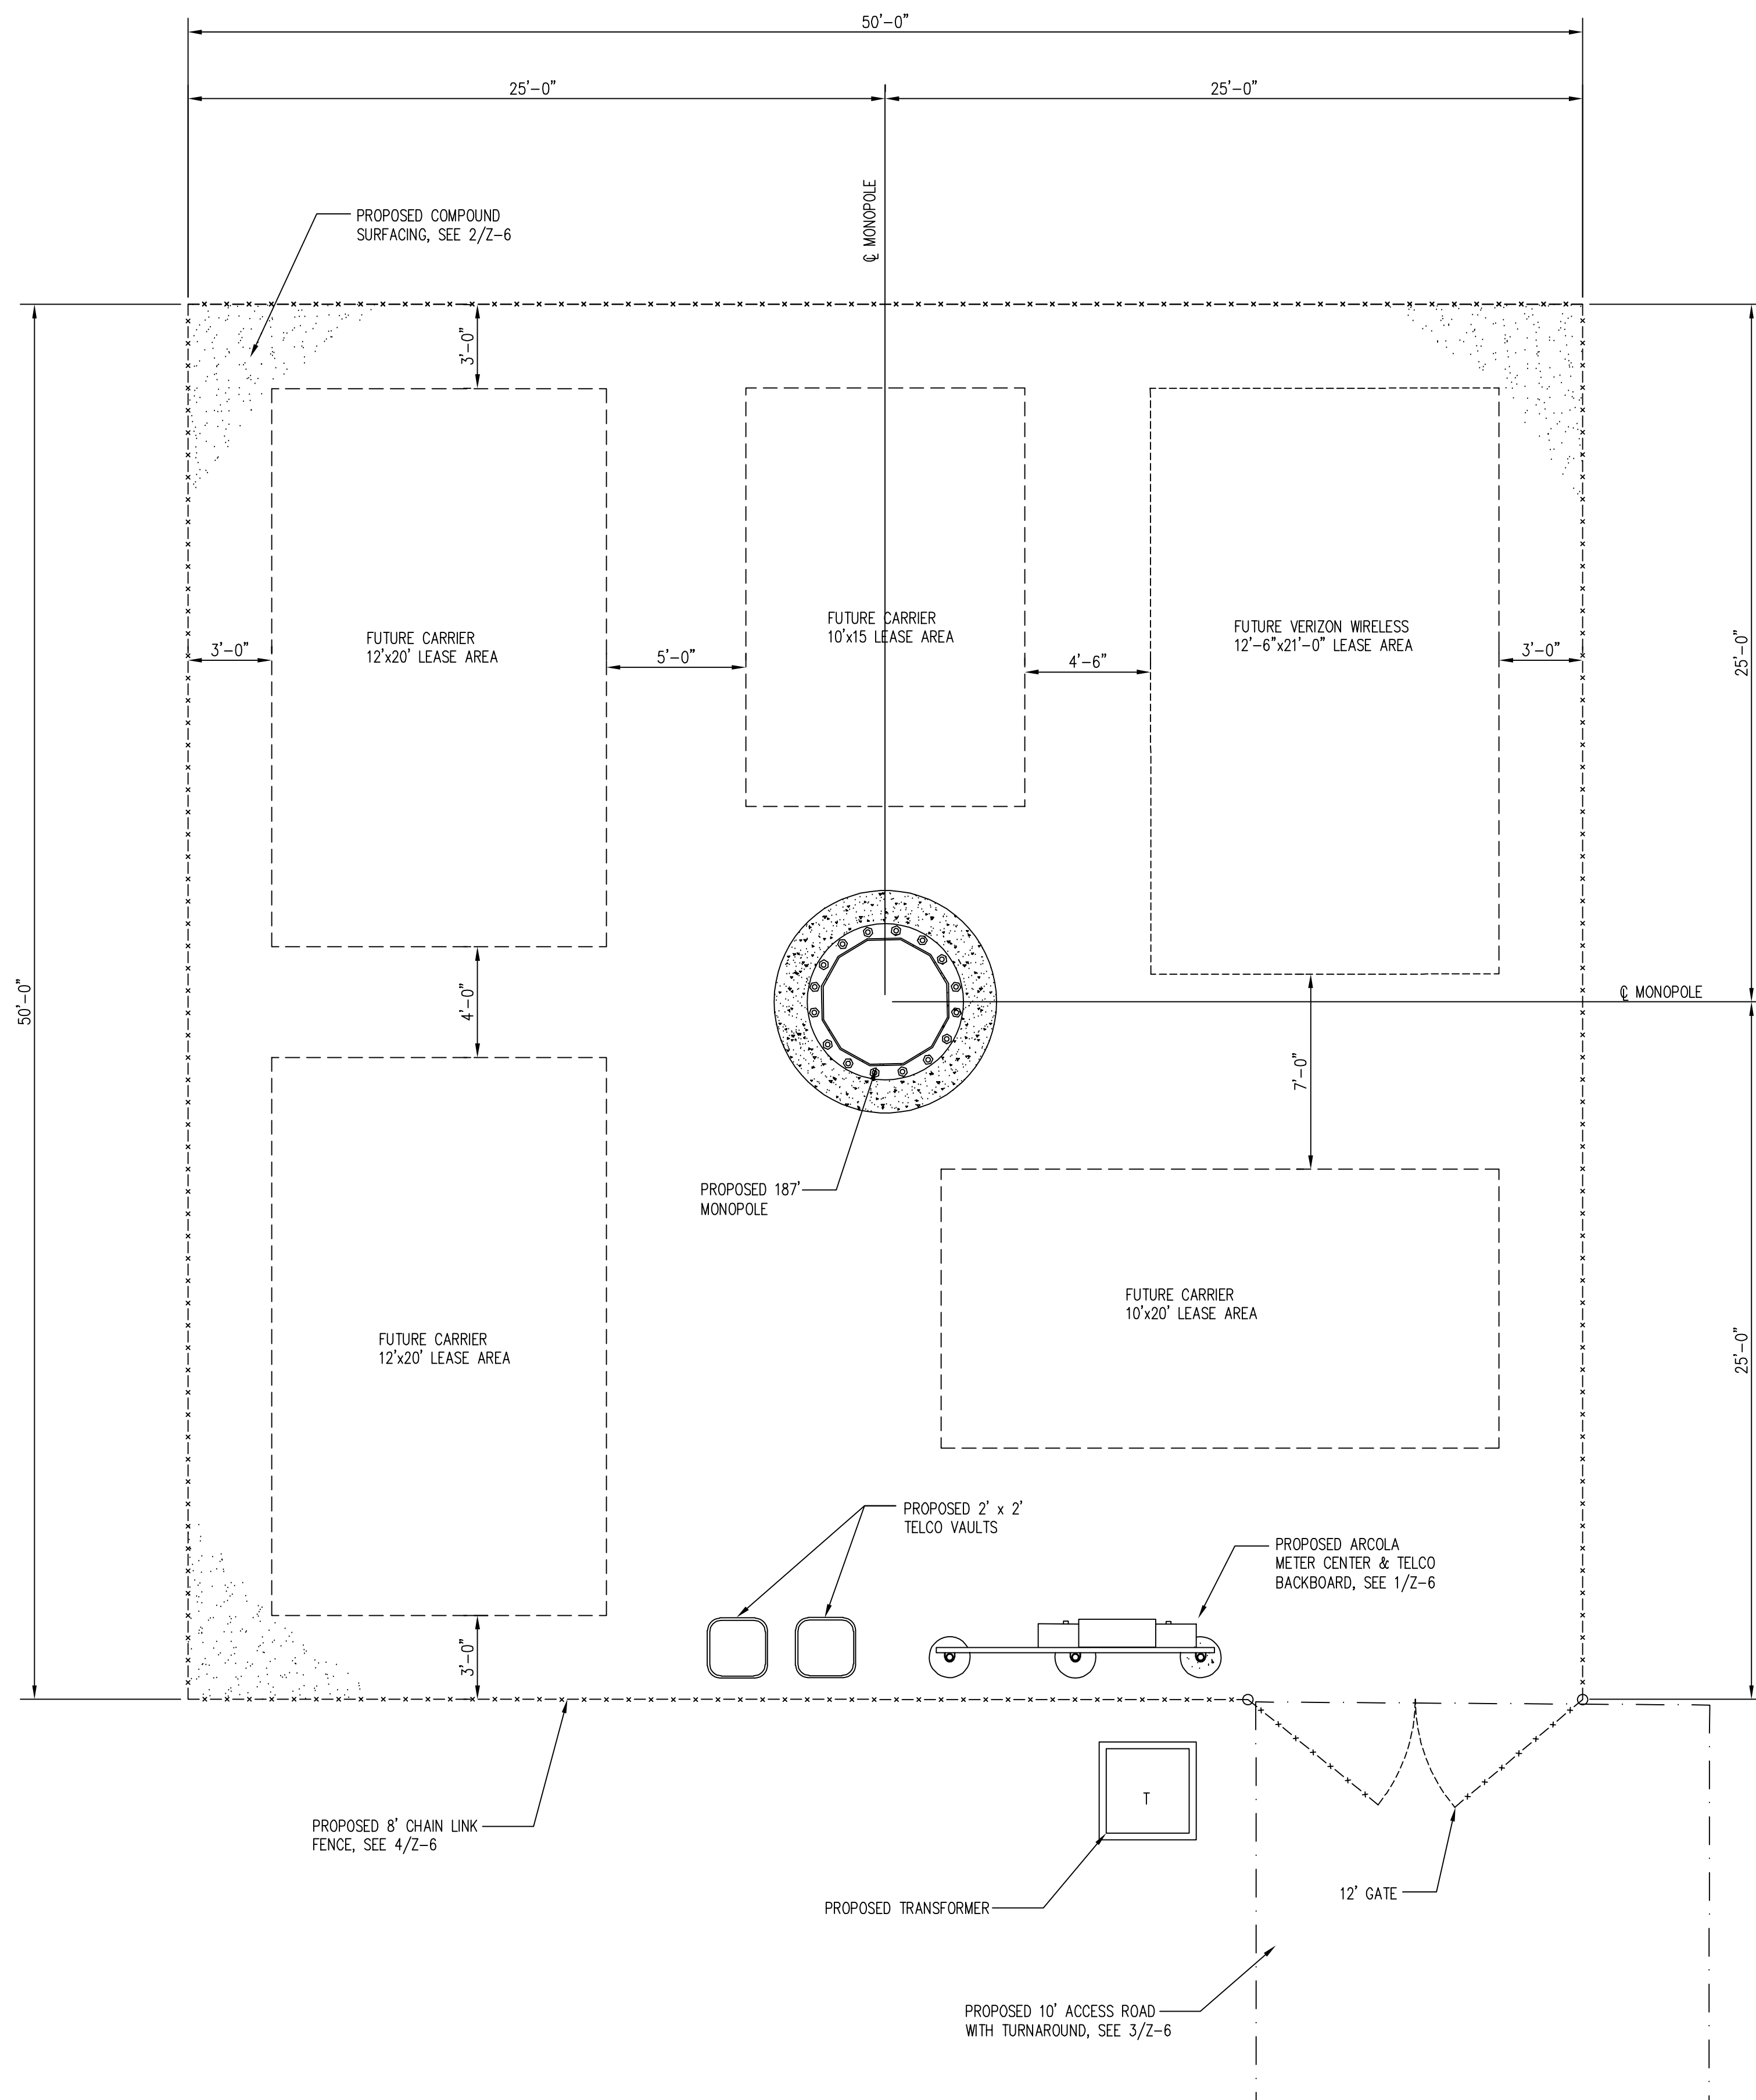 50'-0"
25'-0"
25'-0"
℄ MONOPOLE
PROPOSED COMPOUND
SURFACING, SEE 2/Z-6
3'-0"
FUTURE CARRIER
12'x20' LEASE AREA
FUTURE CARRIER
10'x15 LEASE AREA
FUTURE VERIZON WIRELESS
12'-6"x21'-0" LEASE AREA
3'-0"
5'-0"
4'-6"
3'-0"
25'-0"
50'-0"
4'-0"
℄ MONOPOLE
7'-0"
PROPOSED 187'
MONOPOLE
FUTURE CARRIER
10'x20' LEASE AREA
FUTURE CARRIER
12'x20' LEASE AREA
25'-0"
PROPOSED 2' x 2'
TELCO VAULTS
PROPOSED ARCOLA
METER CENTER & TELCO
BACKBOARD, SEE 1/Z-6
3'-0"
T
PROPOSED 8' CHAIN LINK
FENCE, SEE 4/Z-6
12' GATE
PROPOSED TRANSFORMER
PROPOSED 10' ACCESS ROAD
WITH TURNAROUND, SEE 3/Z-6